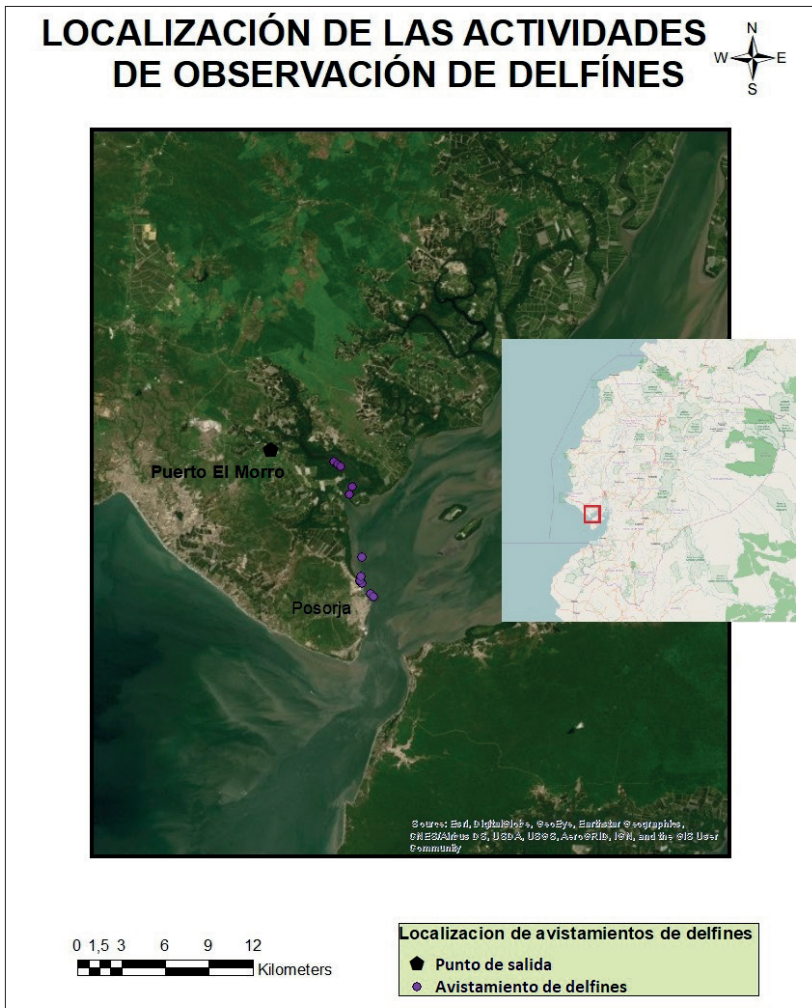 LOCALIZACIÓN DE LAS ACTIVIDADES
DE OBSERVACIÓN DE DELFÍNES
N
W E
S
Puerto El Morro
Posorja
Source: Esri, DigitalGlobe, GeoEye, Earthstar Geographics,
CNES/Airbus DS, USDA, USGS, AeroGRID, IGN, and the GIS User
Community
0 1,5 3 6 9 12
Kilometers
Localizacion de avistamientos de delfines
Punto de salida
Avistamiento de delfines